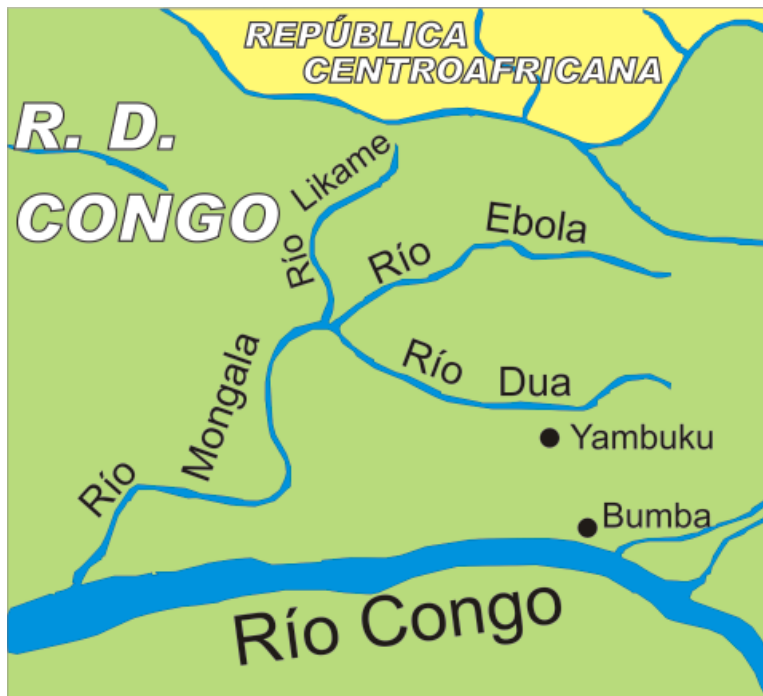 REPÚBLICA
CENTROAFRICANA
R. D.
CONGO
Río Likame
Río Ebola
Río Dua
Río Mongala
Yambuku
Bumba
Río Congo